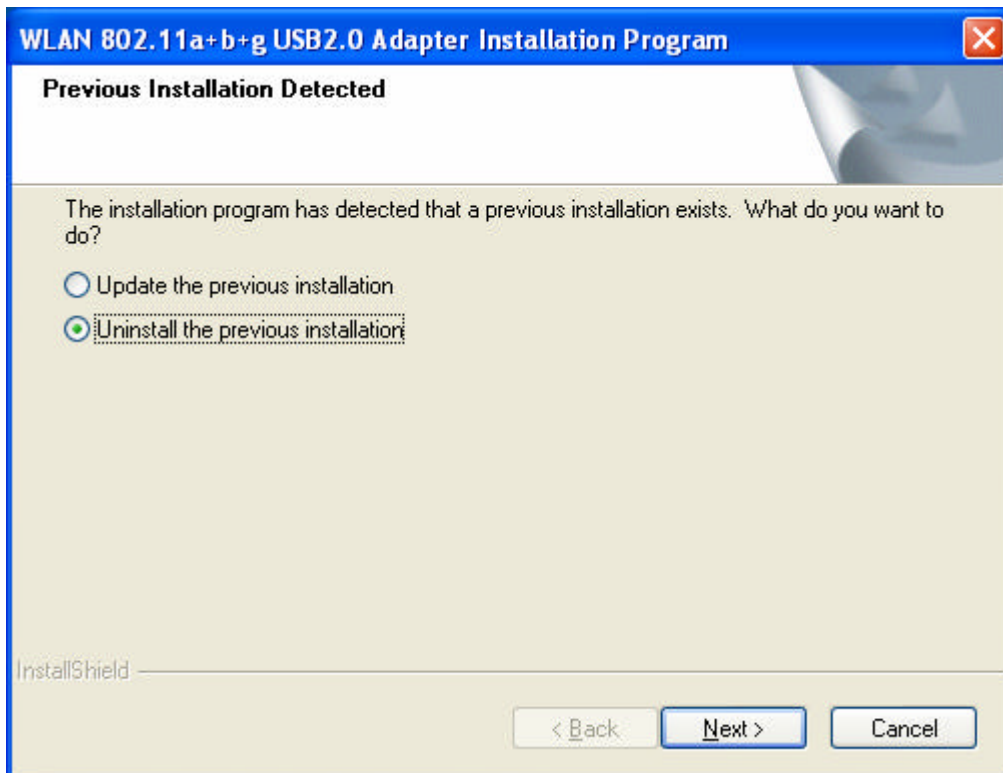 WLAN 802.11a+b+g USB2.0 Adapter Installation Program
Previous Installation Detected
The installation program has detected that a previous installation exists.  What do you want to
do?
Update the previous installation
Uninstall the previous installation
InstallShield
< Back
Next >
Cancel